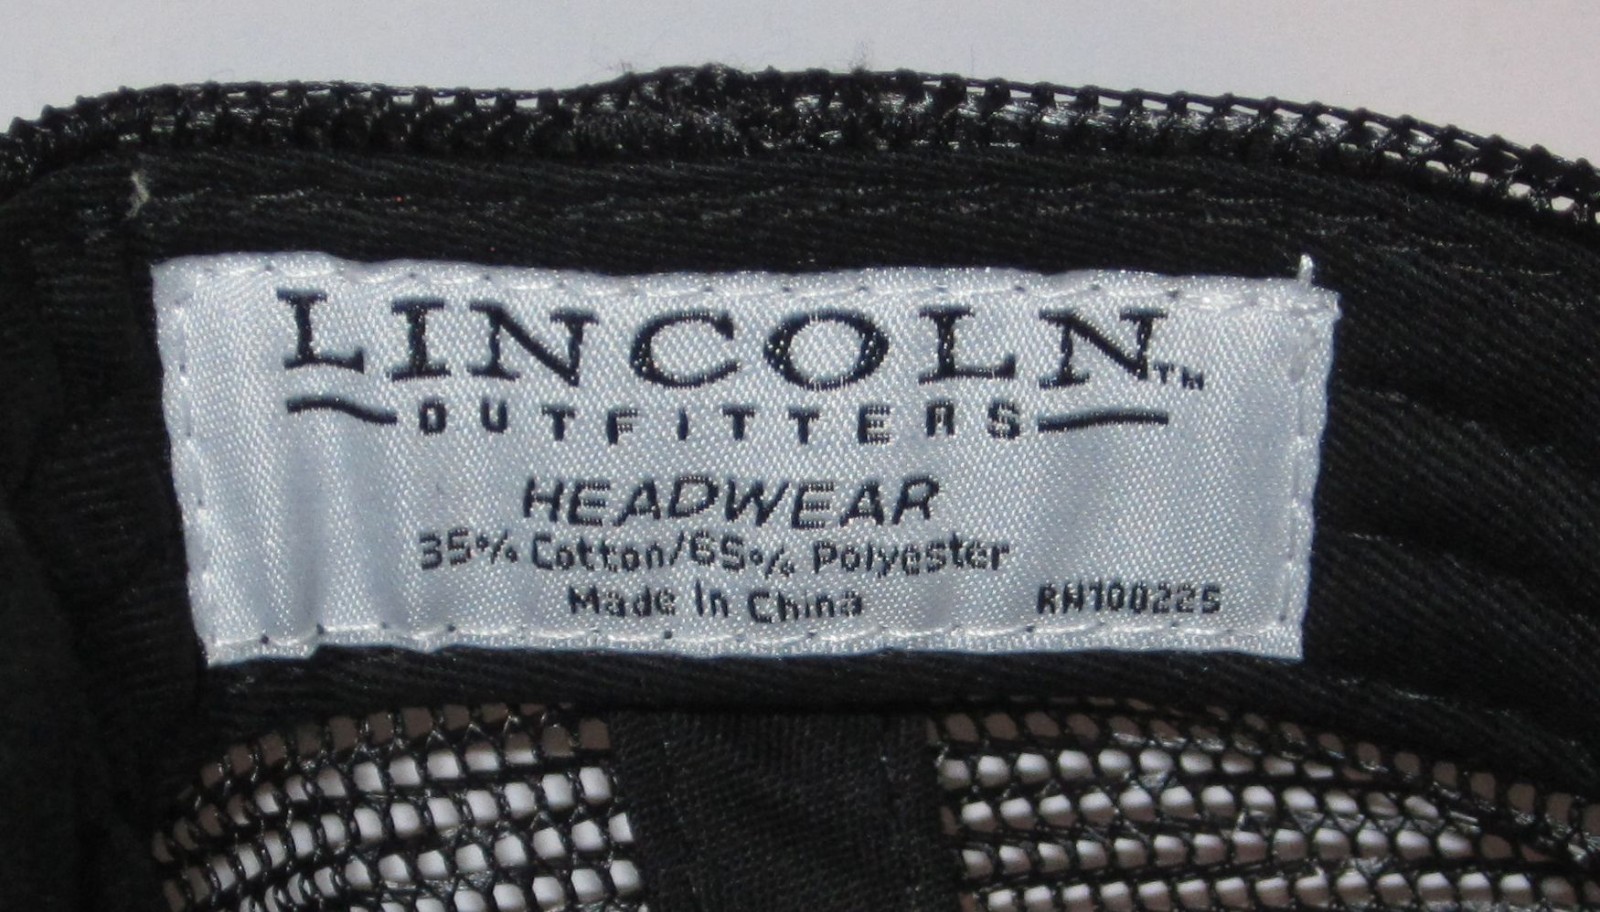 LINCOLN™
OUTFITTERS
HEADWEAR
35% Cotton/65% Polyester
Made In China RN100225